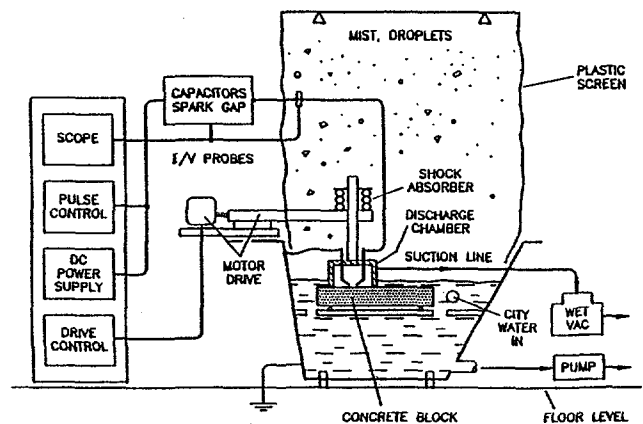 MIST, DROPLETS
PLASTIC
SCREEN
CAPACITORS
SPARK GAP
SCOPE
I/V PROBES
SHOCK
ABSORBER
PULSE
CONTROL
DISCHARGE
CHAMBER
MOTOR
DRIVE
SUCTION LINE
DC
POWER
SUPPLY
CITY
WATER
IN
WET
VAC
DRIVE
CONTROL
PUMP
CONCRETE BLOCK
FLOOR LEVEL